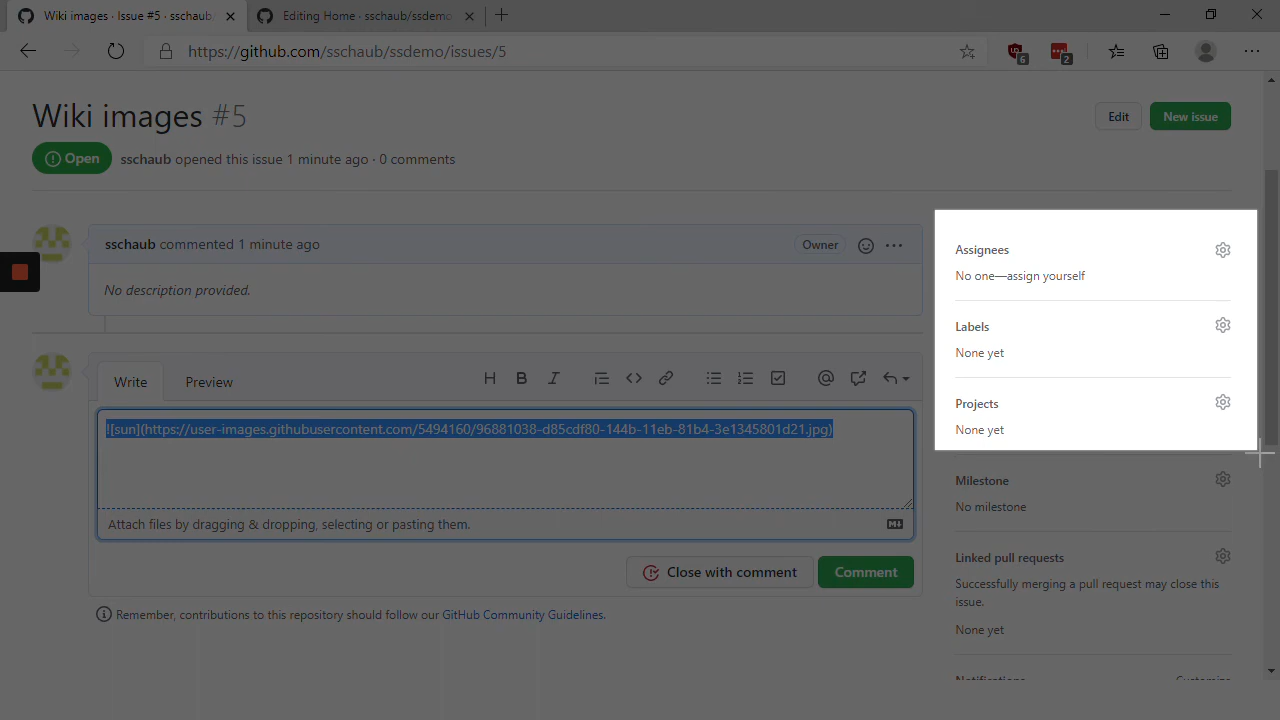 Wiki images · Issue #5 · sschaub/
Editing Home · sschaub/ssdemo
https://github.com/sschaub/ssdemo/issues/5
6
2
Wiki images #5
Edit
New issue
Open
sschaub opened this issue 1 minute ago · 0 comments
sschaub commented 1 minute ago
Owner
No description provided.
Write
Preview
![sun](https://user-images.githubusercontent.com/5494160/96881038-d85cdf80-144b-11eb-81b4-3e1345801d21.jpg)
Attach files by dragging & dropping, selecting or pasting them.
Close with comment
Comment
Remember, contributions to this repository should follow our GitHub Community Guidelines.
Assignees
No one—assign yourself
Labels
None yet
Projects
None yet
Milestone
No milestone
Linked pull requests
Successfully merging a pull request may close this
issue.
None yet
Notifications
Customize